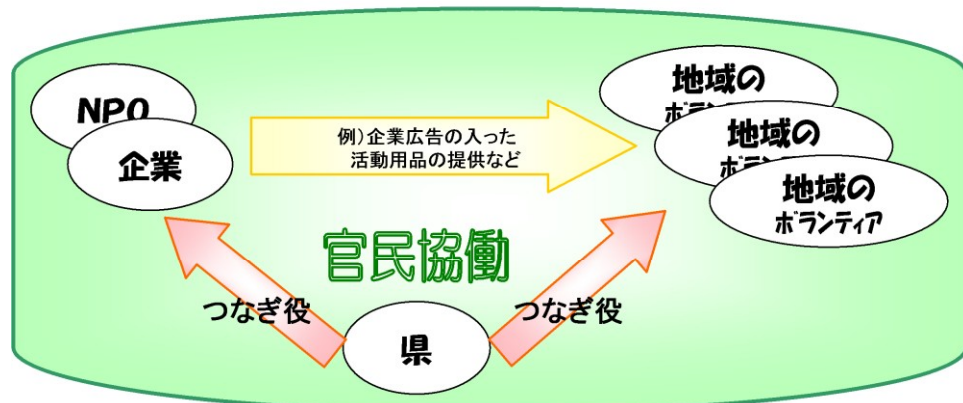 NPO
企業
例)企業広告の入った
活動用品の提供など
地域の
地域の
地域の
ボランティア
官民協働
つなぎ役
つなぎ役
県